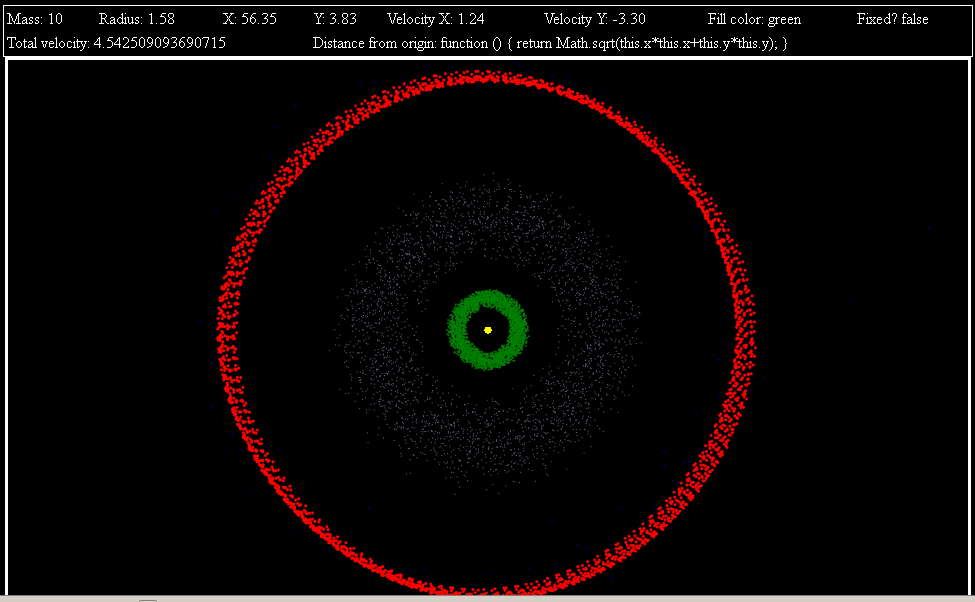 Mass: 10 Radius: 1.58 X: 56.35 Y: 3.83 Velocity X: 1.24 Velocity Y: -3.30 Fill color: green Fixed? false
Total velocity: 4.542509093690715 Distance from origin: function () { return Math.sqrt(this.x*this.x+this.y*this.y); }